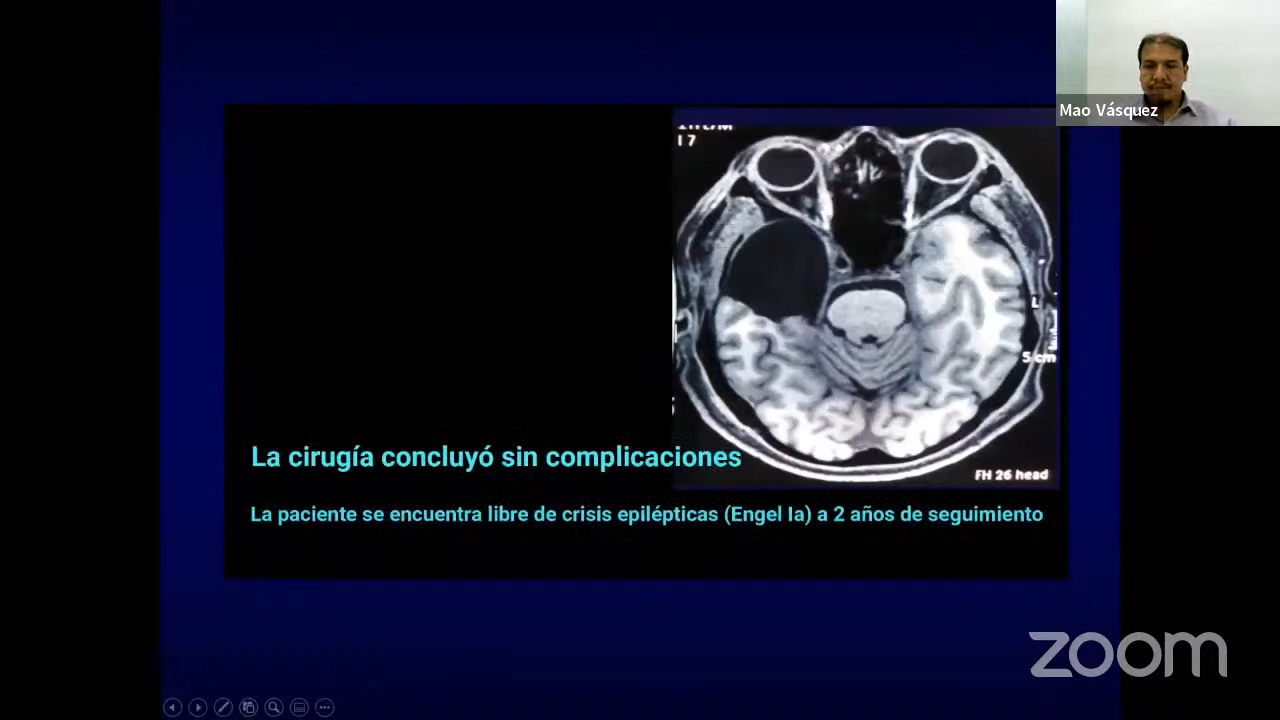 Mao Vásquez
17
L
5 cm
La cirugía concluyó sin complicaciones
FH 26 head
La paciente se encuentra libre de crisis epilépticas (Engel Ia) a 2 años de seguimiento
zoom